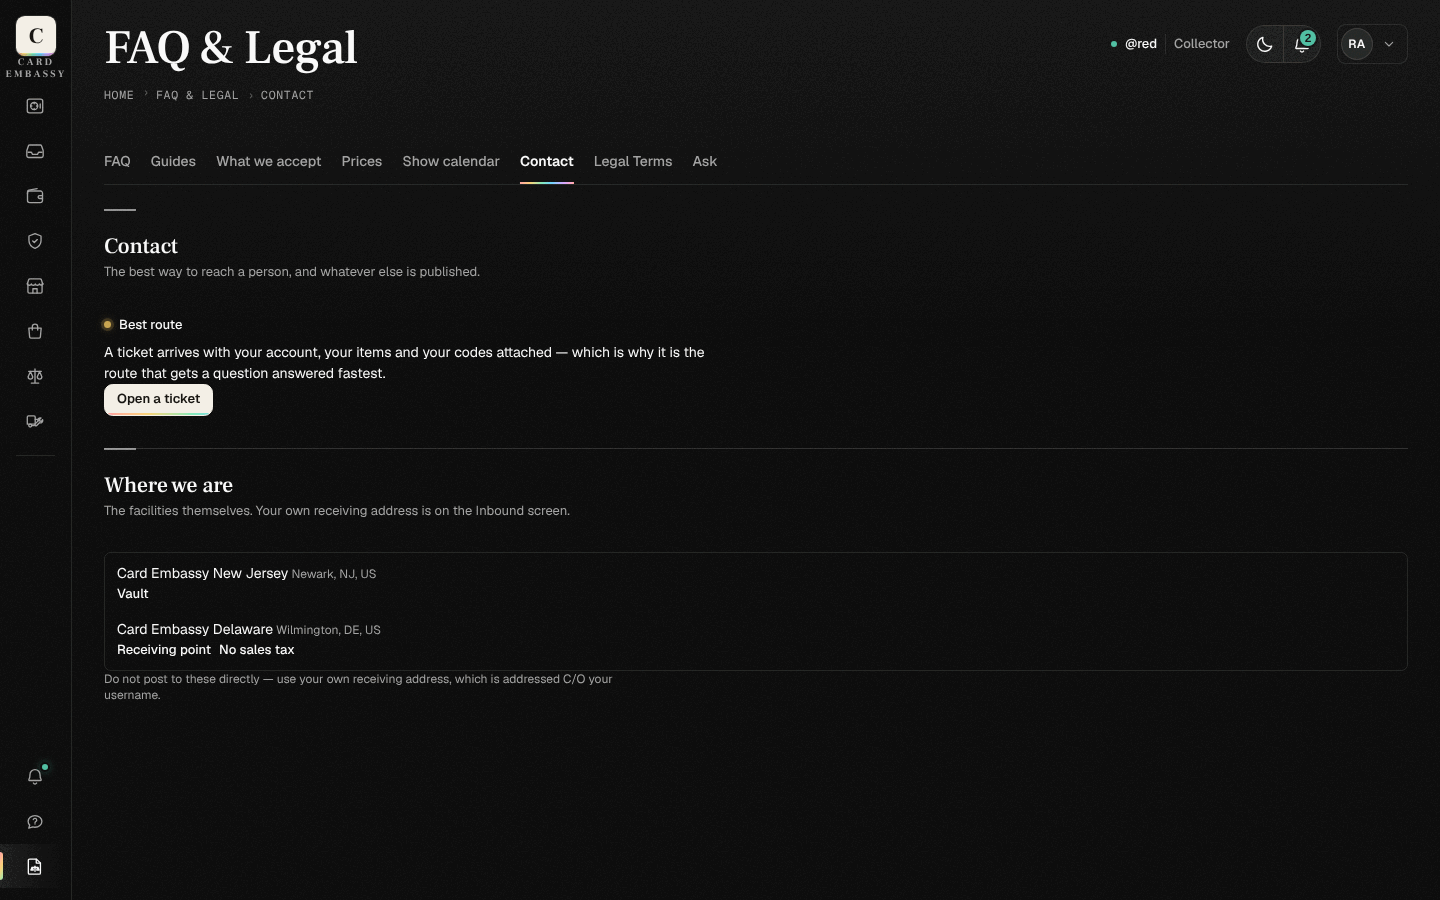 C
CARD
EMBASSY
FAQ & Legal
@red Collector
2
RA
HOME › FAQ & LEGAL › CONTACT
FAQ Guides What we accept Prices Show calendar Contact Legal Terms Ask
Contact
The best way to reach a person, and whatever else is published.
Best route
A ticket arrives with your account, your items and your codes attached — which is why it is the
route that gets a question answered fastest.
Open a ticket
Where we are
The facilities themselves. Your own receiving address is on the Inbound screen.
Card Embassy New Jersey Newark, NJ, US
Vault
Card Embassy Delaware Wilmington, DE, US
Receiving point No sales tax
Do not post to these directly — use your own receiving address, which is addressed C/O your
username.